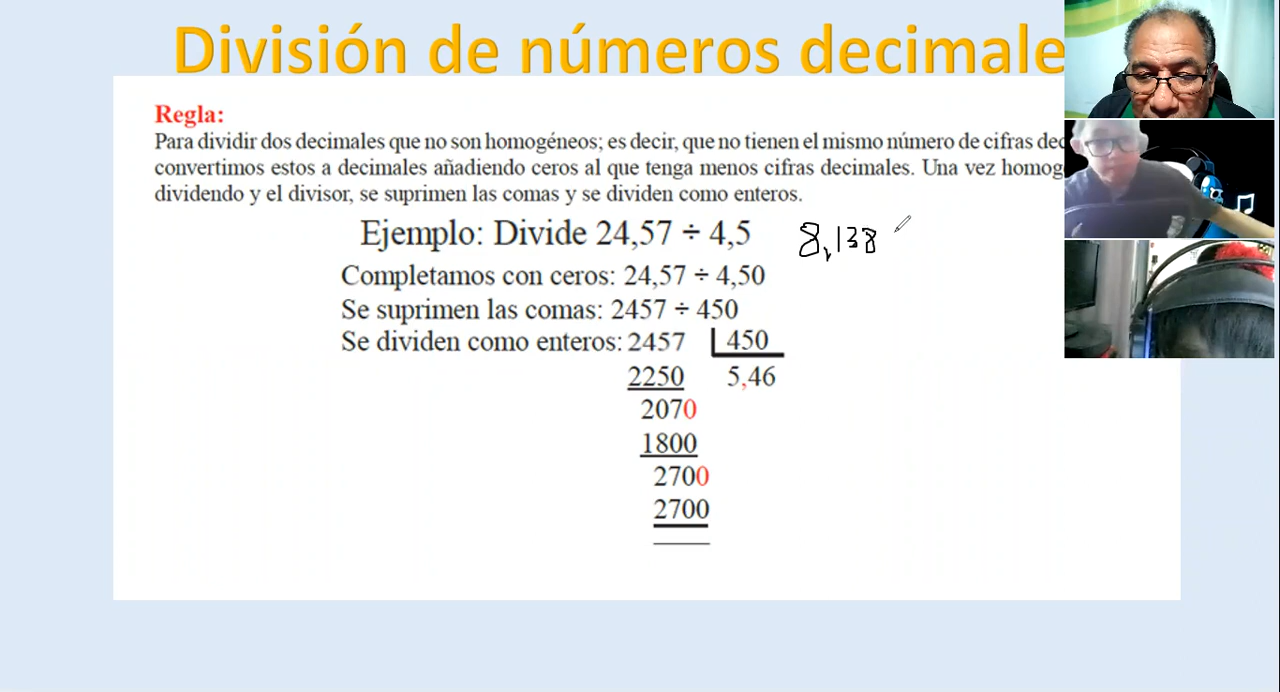 División de números decimale
Regla:
Para dividir dos decimales que no son homogéneos; es decir, que no tienen el mismo número de cifras dec
convertimos estos a decimales añadiendo ceros al que tenga menos cifras decimales. Una vez homog
dividendo y el divisor, se suprimen las comas y se dividen como enteros.
Ejemplo: Divide 24,57 ÷ 4,5 8,138
Completamos con ceros: 24,57 ÷ 4,50
Se suprimen las comas: 2457 ÷ 450
Se dividen como enteros: 2457 450
2250 5,46
2070
1800
2700
2700